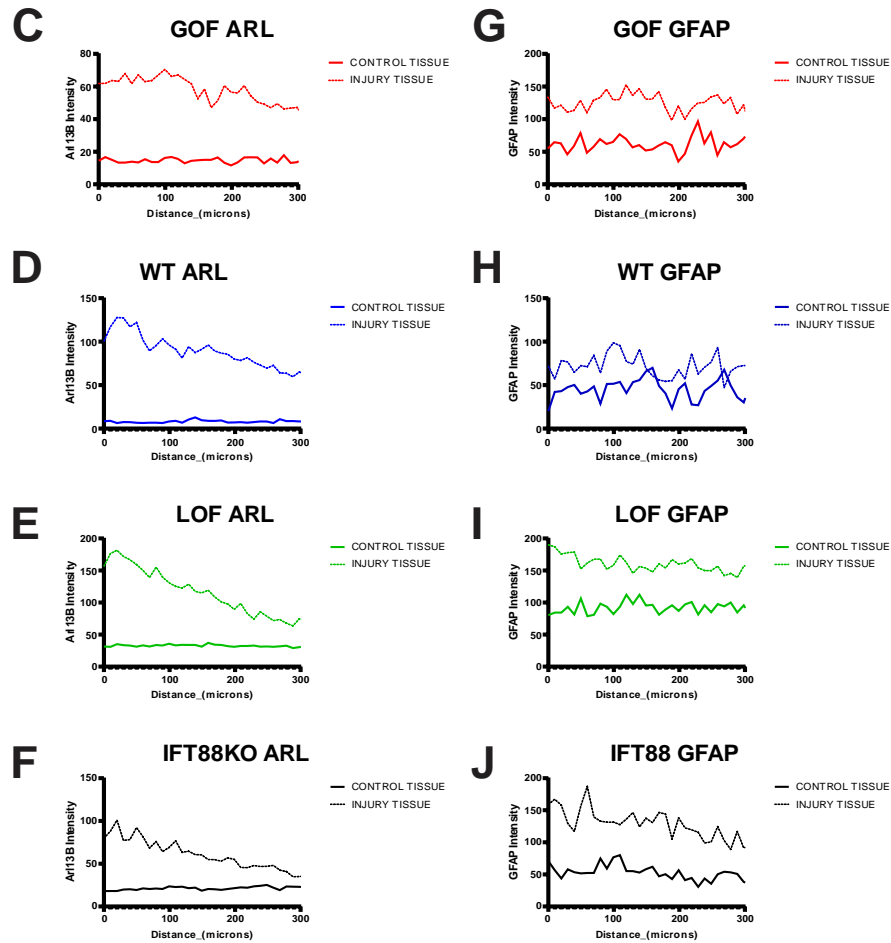 C
GOF ARL
Arl13B Intensity
80
60
40
20
0
0
100
200
300
Distance_(microns)
CONTROL TISSUE
INJURY TISSUE
G
GOF GFAP
GFAP Intensity
200
150
100
50
0
0
100
200
300
Distance_(microns)
CONTROL TISSUE
INJURY TISSUE
D
WT ARL
Arl13B Intensity
150
100
50
0
0
100
200
300
Distance_(microns)
CONTROL TISSUE
INJURY TISSUE
H
WT GFAP
GFAP Intensity
150
100
50
0
0
100
200
300
Distance_(microns)
CONTROL TISSUE
INJURY TISSUE
E
LOF ARL
Arl13B Intensity
200
150
100
50
0
0
100
200
300
Distance_(microns)
CONTROL TISSUE
INJURY TISSUE
I
LOF GFAP
GFAP Intensity
200
150
100
50
0
0
100
200
300
Distance_(microns)
CONTROL TISSUE
INJURY TISSUE
F
IFT88KO ARL
Arl13B Intensity
150
100
50
0
0
100
200
300
Distance_(microns)
CONTROL TISSUE
INJURY TISSUE
J
IFT88 GFAP
GFAP Intensity
200
150
100
50
0
0
100
200
300
Distance_(microns)
CONTROL TISSUE
INJURY TISSUE